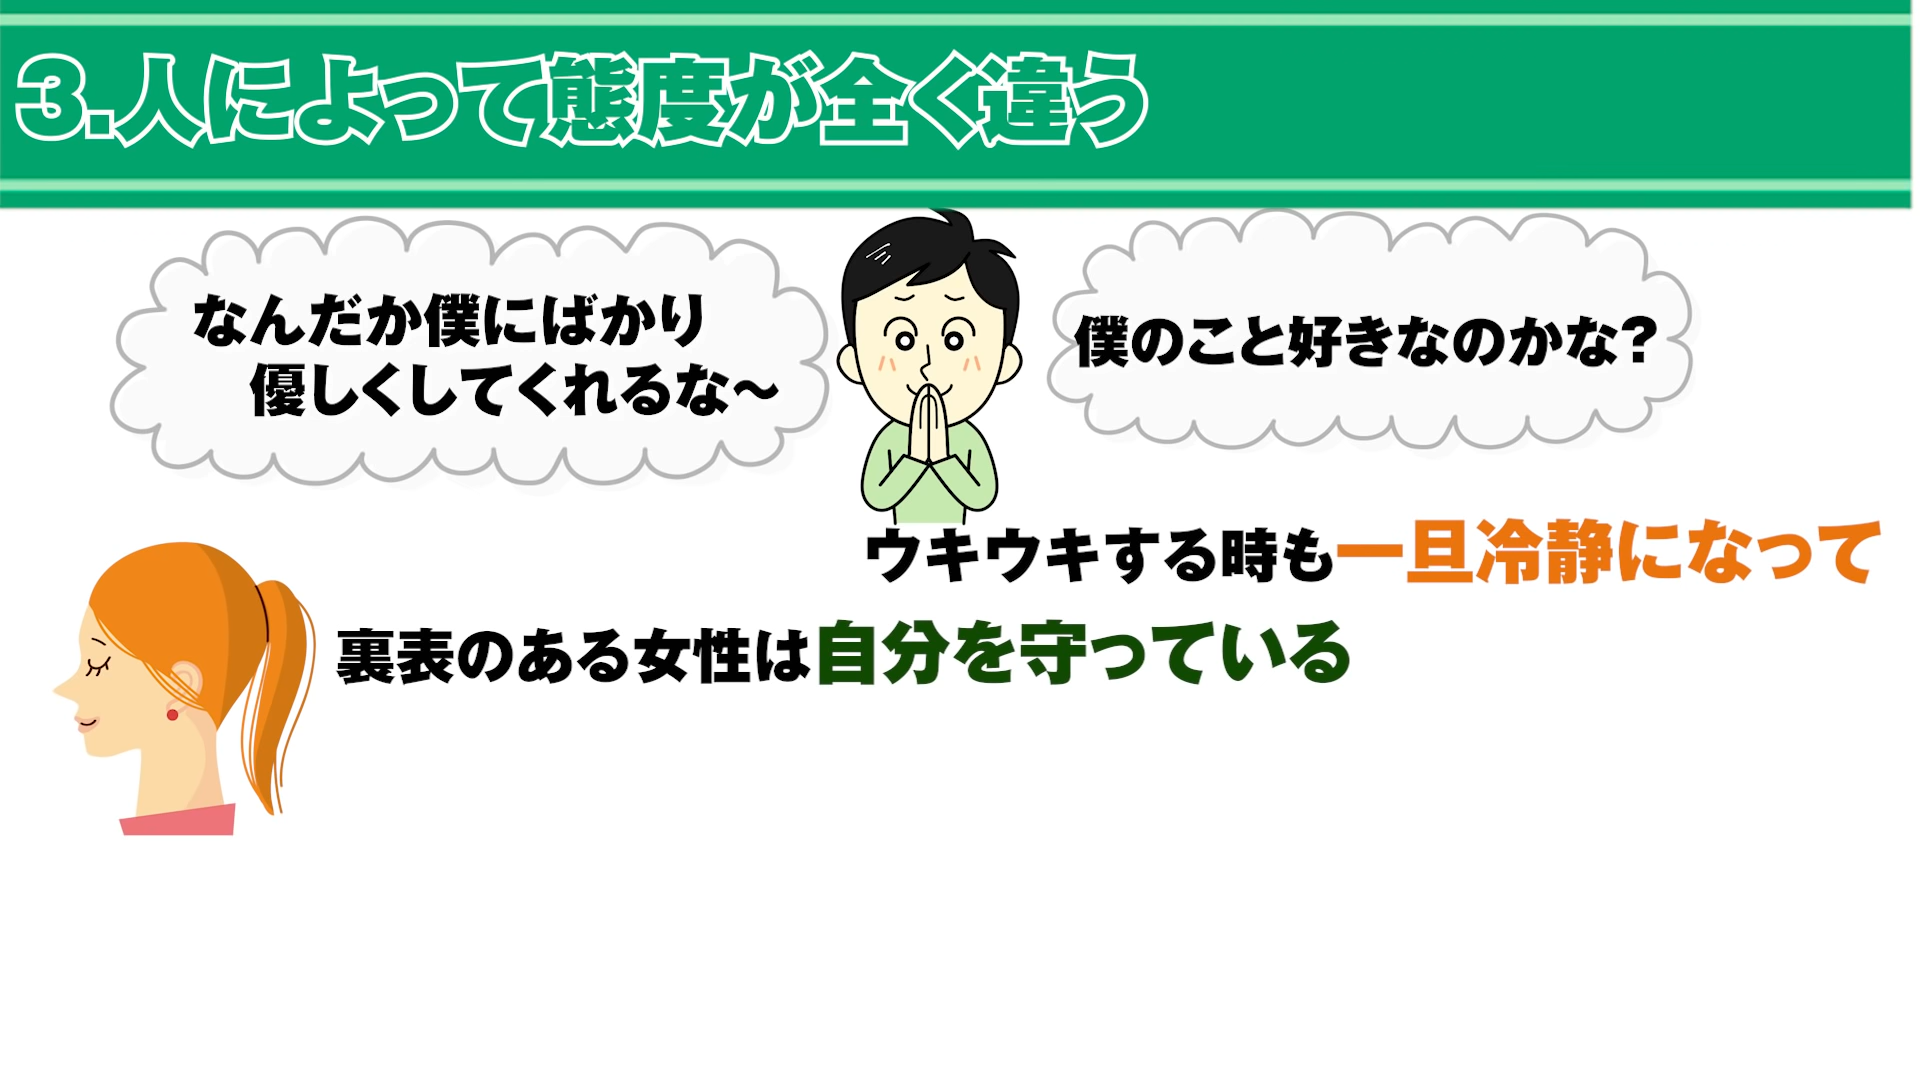 3.人によって態度が全く違う
なんだか僕にばかり
優しくしてくれるな～
僕のこと好きなのかな？
ウキウキする時も一旦冷静になって
裏表のある女性は自分を守っている